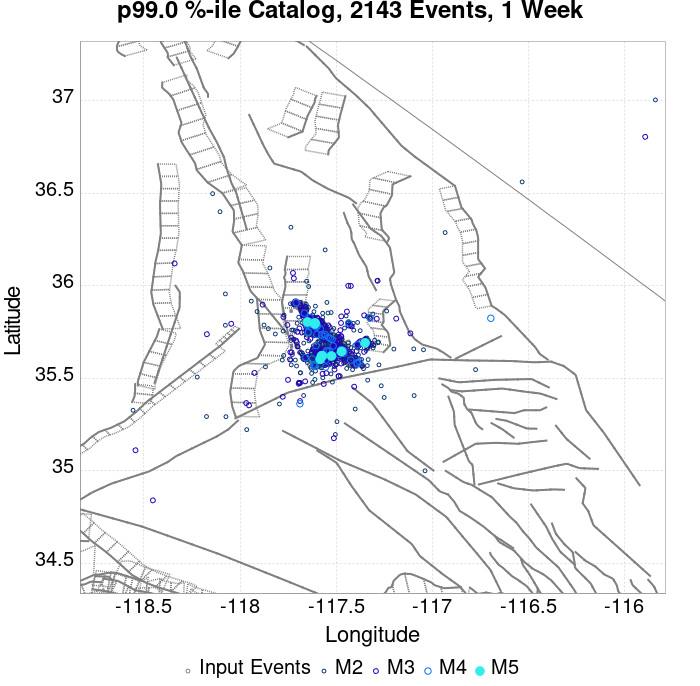 p99.0 %-ile Catalog, 2143 Events, 1 Week
37
36.5
36
35.5
35
34.5
Latitude
-118.5 -118 -117.5 -117 -116.5 -116
Longitude
Input Events M2 M3 M4 M5